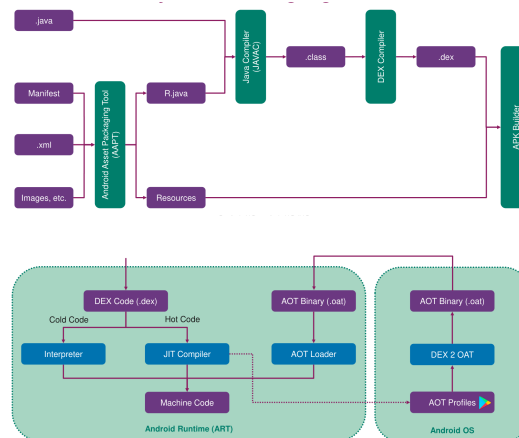 .java
Java Compiler
(JAVAC)
.class
DEX Compiler
.dex
APK Builder
Manifest
.xml
Images, etc.
Android Asset Packaging Tool
(AAPT)
R.java
Resources
DEX Code (.dex)
Cold Code
Hot Code
Interpreter
JIT Compiler
Machine Code
AOT Binary (.oat)
AOT Loader
Android Runtime (ART)
AOT Binary (.oat)
DEX 2 OAT
AOT Profiles
Android OS